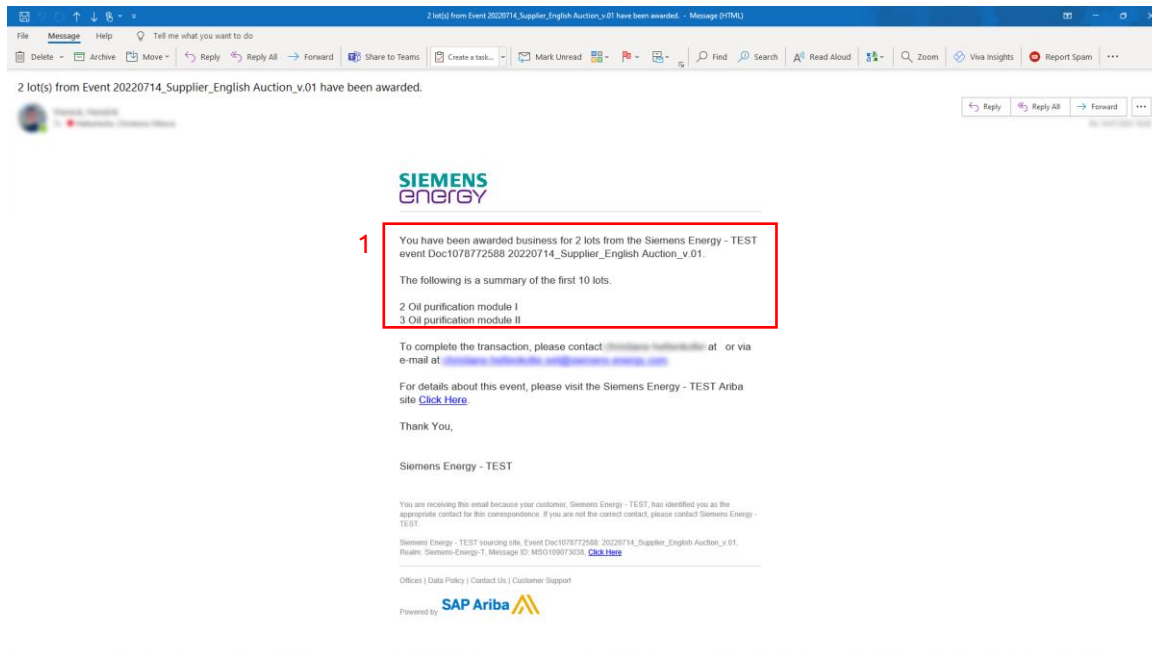 2 lot(s) from Event 20220714_Supplier_English Auction_v.01 have been awarded. - Message (HTML)
File Message Help Tell me what you want to do
Delete Archive Move Reply Reply All Forward Share to Teams Create a task... Mark Unread Find Search Read Aloud Zoom Viva Insights Report Spam ...
2 lot(s) from Event 20220714_Supplier_English Auction_v.01 have been awarded.
Reply Reply All Forward ...
SIEMENS
energy
1
You have been awarded business for 2 lots from the Siemens Energy - TEST
event Doc1078772588 20220714_Supplier_English Auction_v.01.
The following is a summary of the first 10 lots.
2 Oil purification module I
3 Oil purification module II
To complete the transaction, please contact at or via
e-mail at
For details about this event, please visit the Siemens Energy - TEST Ariba
site Click Here.
Thank You,
Siemens Energy - TEST
You are receiving this email because your customer, Siemens Energy - TEST, has identified you as the
appropriate contact for this correspondence. If you are not the correct contact, please contact Siemens Energy -
TEST.
Siemens Energy - TEST sourcing site, Event Doc1078772588: 20220714_Supplier_English Auction_v.01,
Realm: Siemens-Energy-T, Message ID: MSG109073038, Click Here
Offices | Data Policy | Contact Us | Customer Support
Powered by SAP Ariba